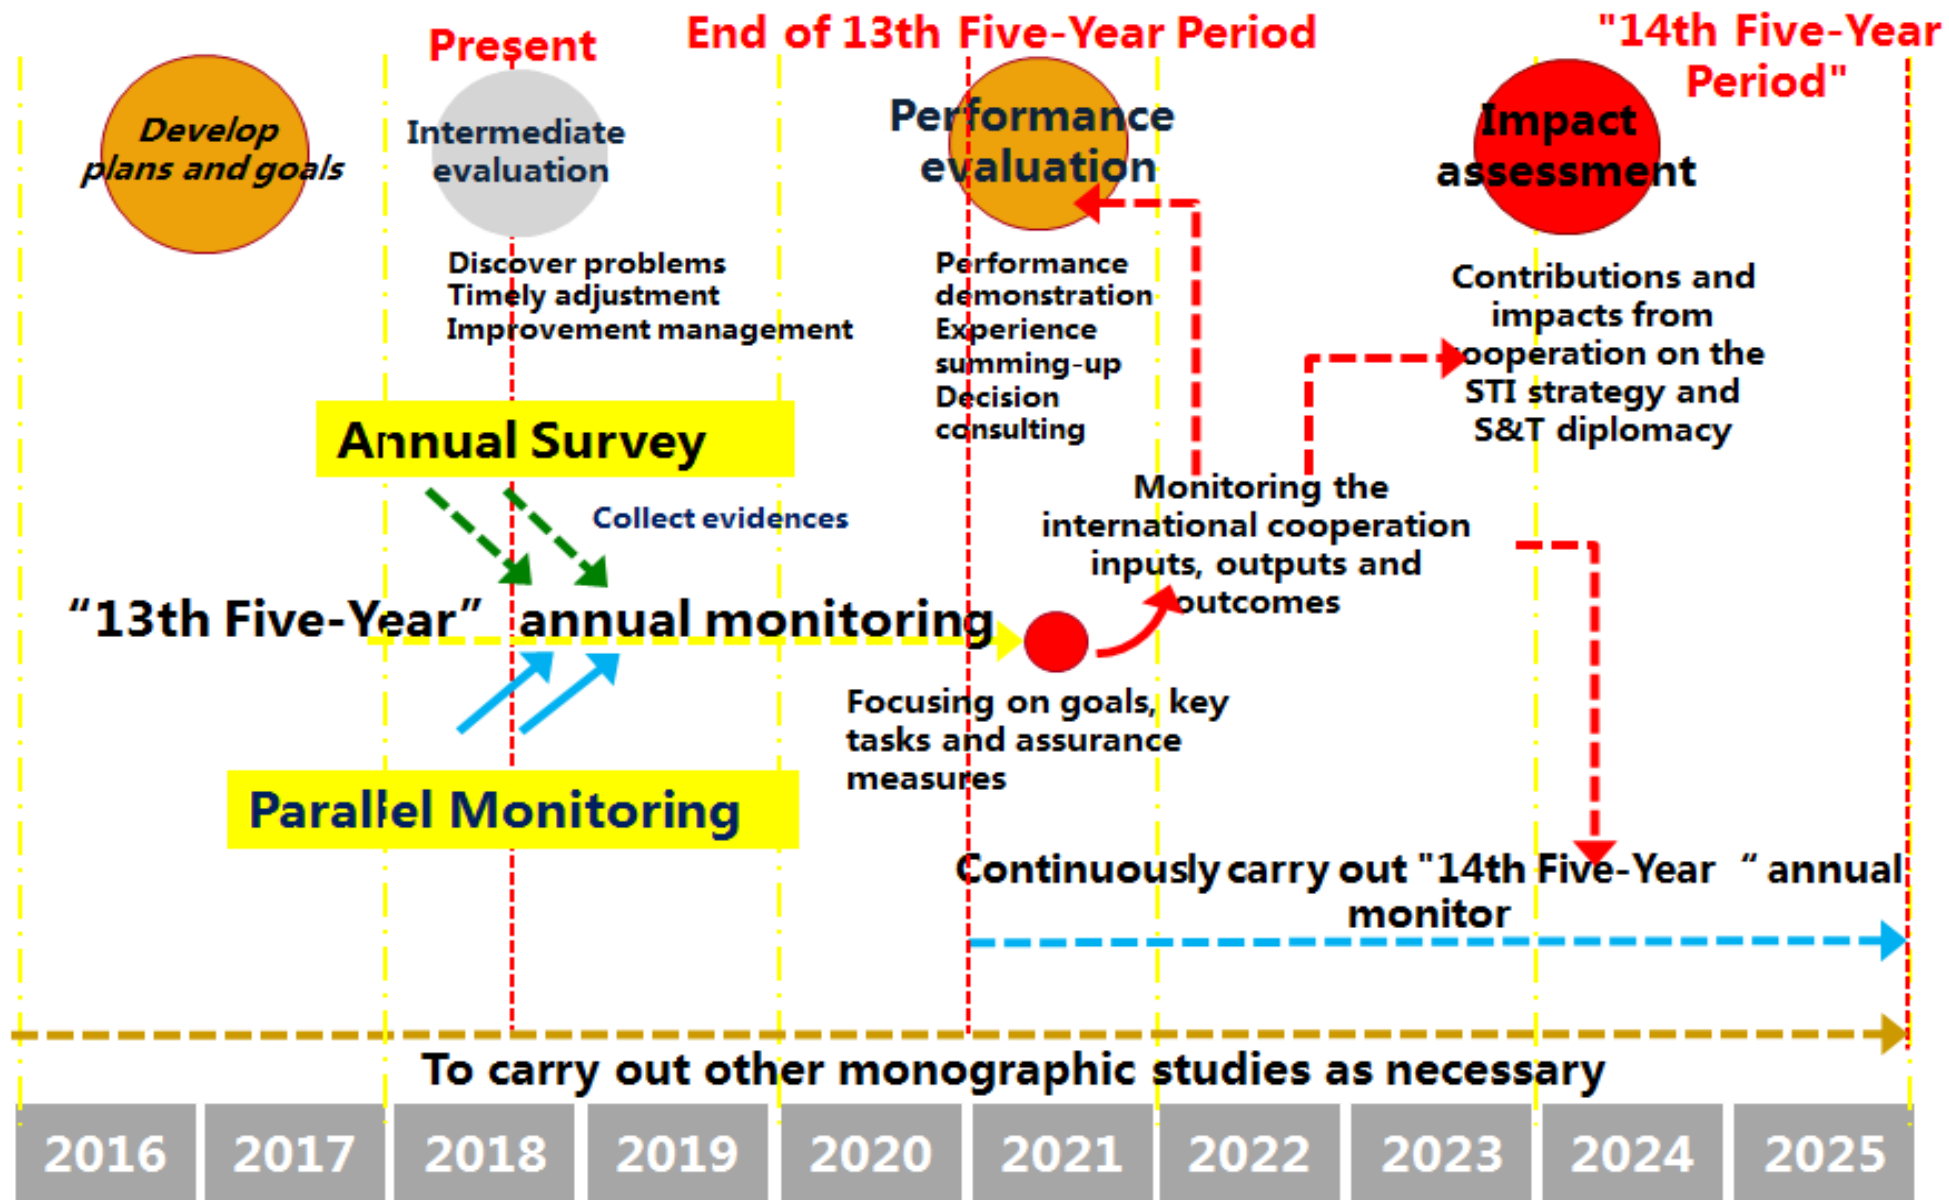 Present
End of 13th Five-Year Period
"14th Five-Year
Period"
Develop
plans and goals
Intermediate
evaluation
Performance
evaluation
Impact
assessment
Discover problems
Timely adjustment
Improvement management
Performance
demonstration
Experience
summing-up
Decision
consulting
Contributions and
impacts from
cooperation on the
STI strategy and
S&T diplomacy
Annual Survey
Collect evidences
Monitoring the
international cooperation
inputs, outputs and
outcomes
“13th Five-Year” annual monitoring
Focusing on goals, key
tasks and assurance
measures
Parallel Monitoring
Continuously carry out "14th Five-Year “ annual
monitor
To carry out other monographic studies as necessary
2016 2017 2018 2019 2020 2021 2022 2023 2024 2025